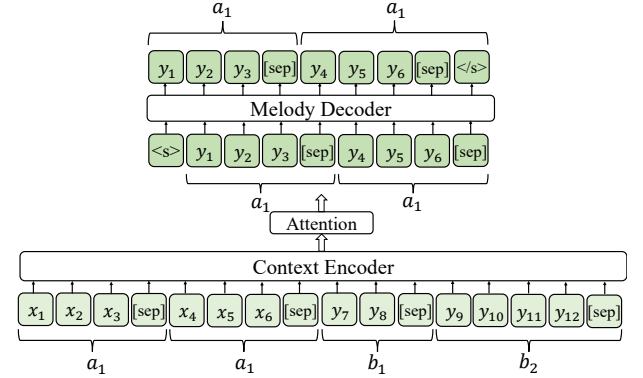 a₁ a₁
y₁ y₂ y₃ [sep] y₄ y₅ y₆ [sep] </s>
Melody Decoder
<s> y₁ y₂ y₃ [sep] y₄ y₅ y₆ [sep]
a₁ a₁
Attention
Context Encoder
x₁ x₂ x₃ [sep] x₄ x₅ x₆ [sep] y₇ y₈ [sep] y₉ y₁₀ y₁₁ y₁₂ [sep]
a₁ a₁ b₁ b₂